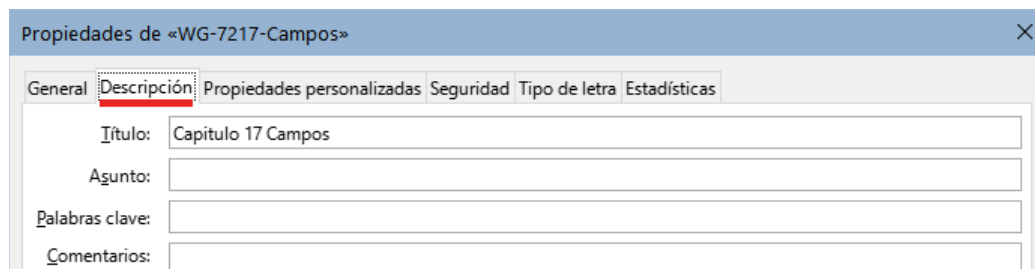 Propiedades de «WG-7217-Campos»
General Descripción Propiedades personalizadas Seguridad Tipo de letra Estadísticas
Título: Capitulo 17 Campos
Asunto:
Palabras clave:
Comentarios: